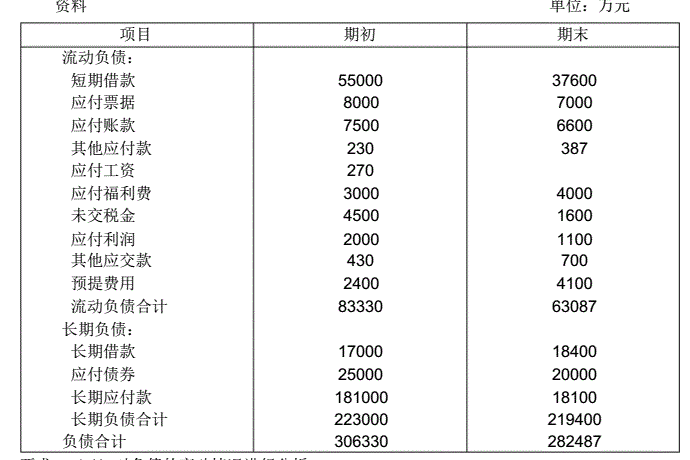 资料 单位：万元
项目 期初 期末
流动负债：
短期借款 55000 37600
应付票据 8000 7000
应付账款 7500 6600
其他应付款 230 387
应付工资 270
应付福利费 3000 4000
未交税金 4500 1600
应付利润 2000 1100
其他应交款 430 700
预提费用 2400 4100
流动负债合计 83330 63087
长期负债：
长期借款 17000 18400
应付债券 25000 20000
长期应付款 181000 18100
长期负债合计 223000 219400
负债合计 306330 282487